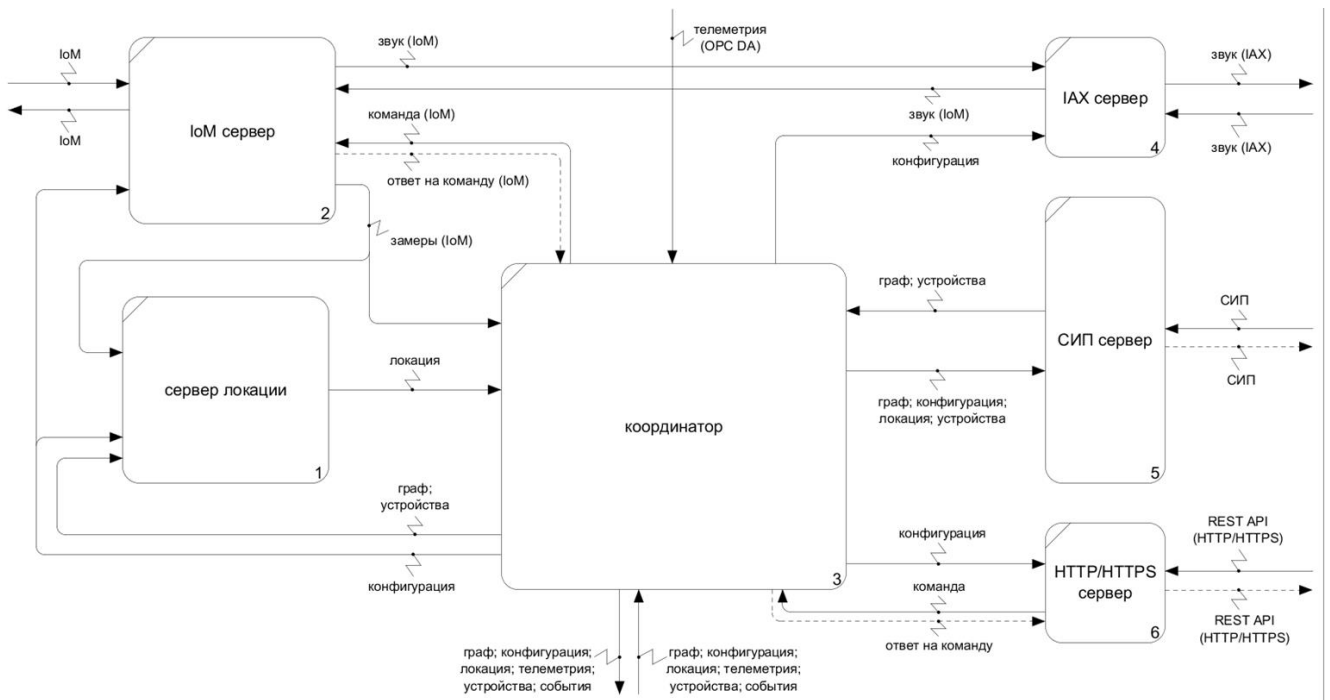 IoM
IoM
IoM сервер
2
звук (IoM)
команда (IoM)
ответ на команду (IoM)
замеры (IoM)
телеметрия
(OPC DA)
звук (IoM)
конфигурация
IAX сервер
4
звук (IAX)
звук (IAX)
сервер локации
1
локация
граф;
устройства
конфигурация
координатор
3
граф; устройства
граф; конфигурация;
локация; устройства
СИП сервер
5
СИП
СИП
конфигурация
команда
ответ на команду
HTTP/HTTPS
сервер
6
REST API
(HTTP/HTTPS)
REST API
(HTTP/HTTPS)
граф; конфигурация;
локация; телеметрия;
устройства; события
граф; конфигурация;
локация; телеметрия;
устройства; события